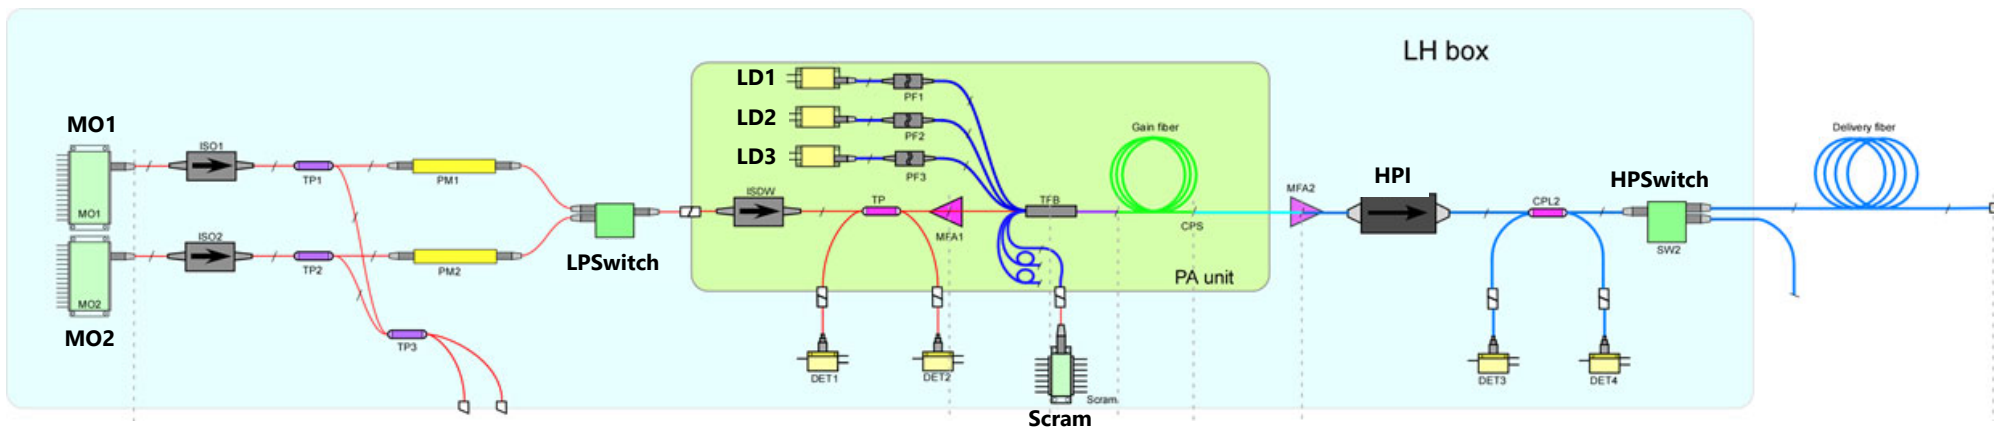 LH box
MO1
ISO1
TP1
PM1
MO1
MO2
ISO2
TP2
PM2
MO2
TP3
LPSwitch
LD1
PF1
LD2
PF2
LD3
PF3
ISDW
TP
MFA1
TFB
Gain fiber
CPS
PA unit
DET1
DET2
Scram.
Scram
MFA2
HPI
CPL2
HPSwitch
SW2
DET3
DET4
Delivery fiber